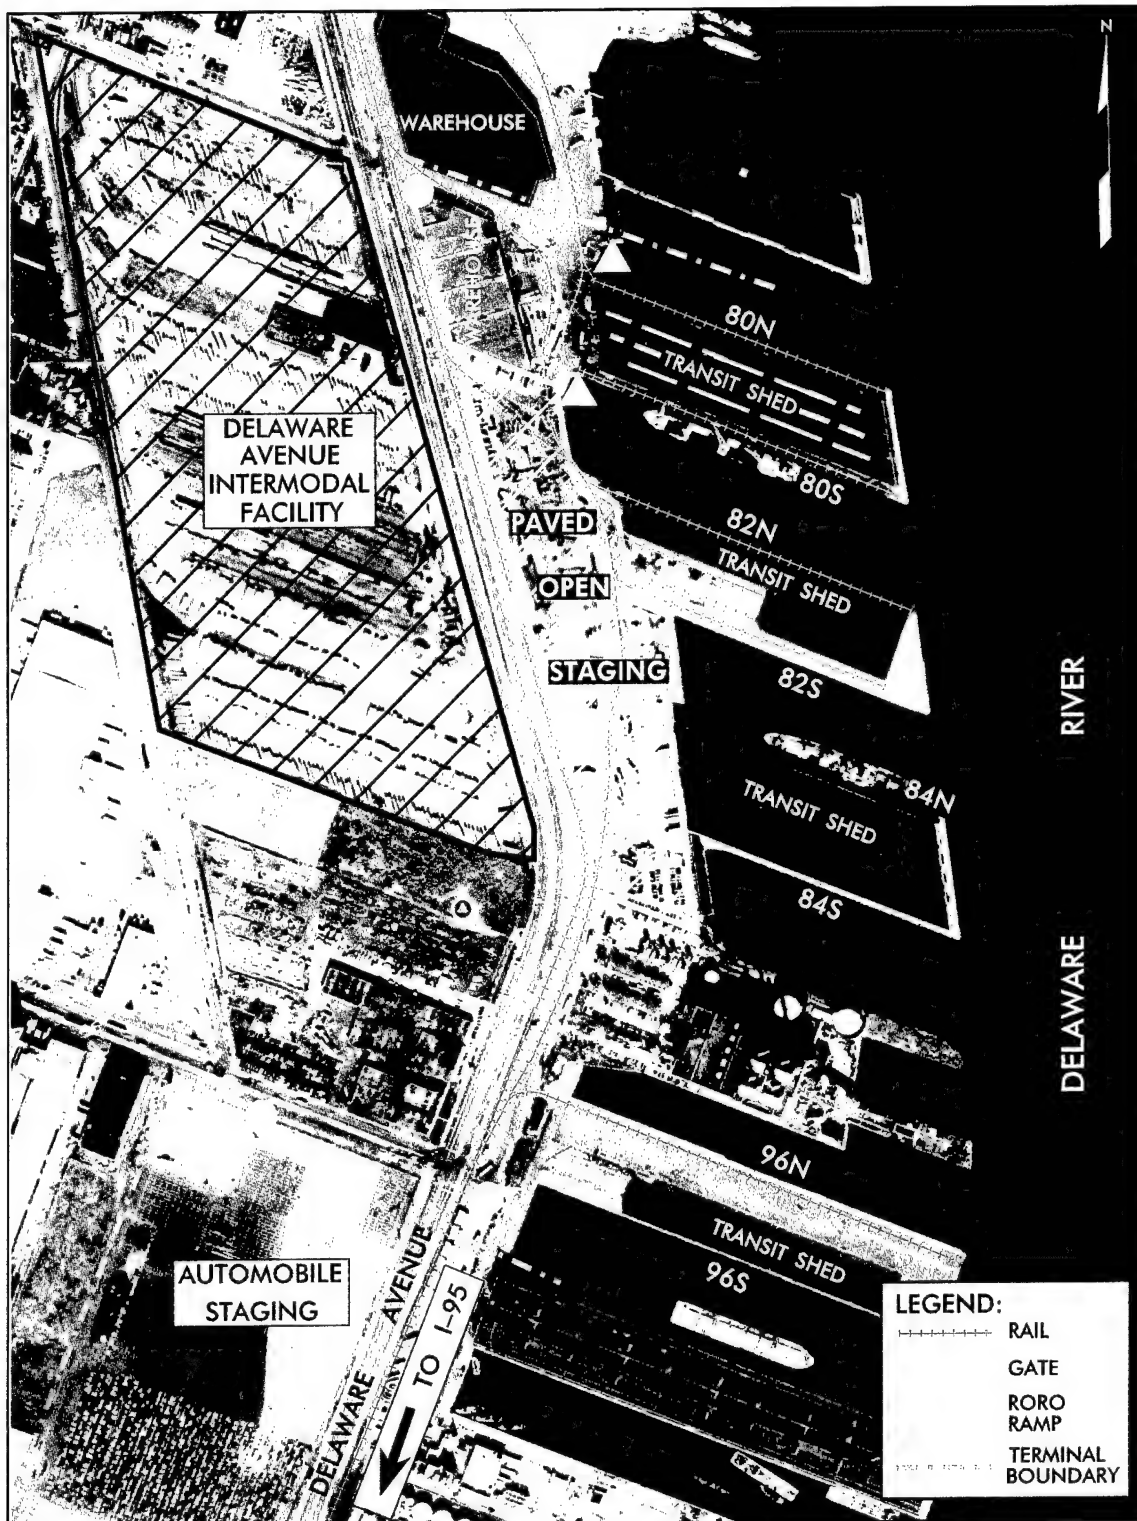 N
WAREHOUSE
WAREHOUSE
80N
TRANSIT SHED
80S
DELAWARE
AVENUE
INTERMODAL
FACILITY
82N
PAVED
TRANSIT SHED
OPEN
STAGING
82S
84N
TRANSIT SHED
84S
DELAWARE RIVER
96N
TRANSIT SHED
96S
AUTOMOBILE
STAGING
DELAWARE AVENUE
TO I-95
LEGEND:
RAIL
GATE
RORO
RAMP
TERMINAL
BOUNDARY